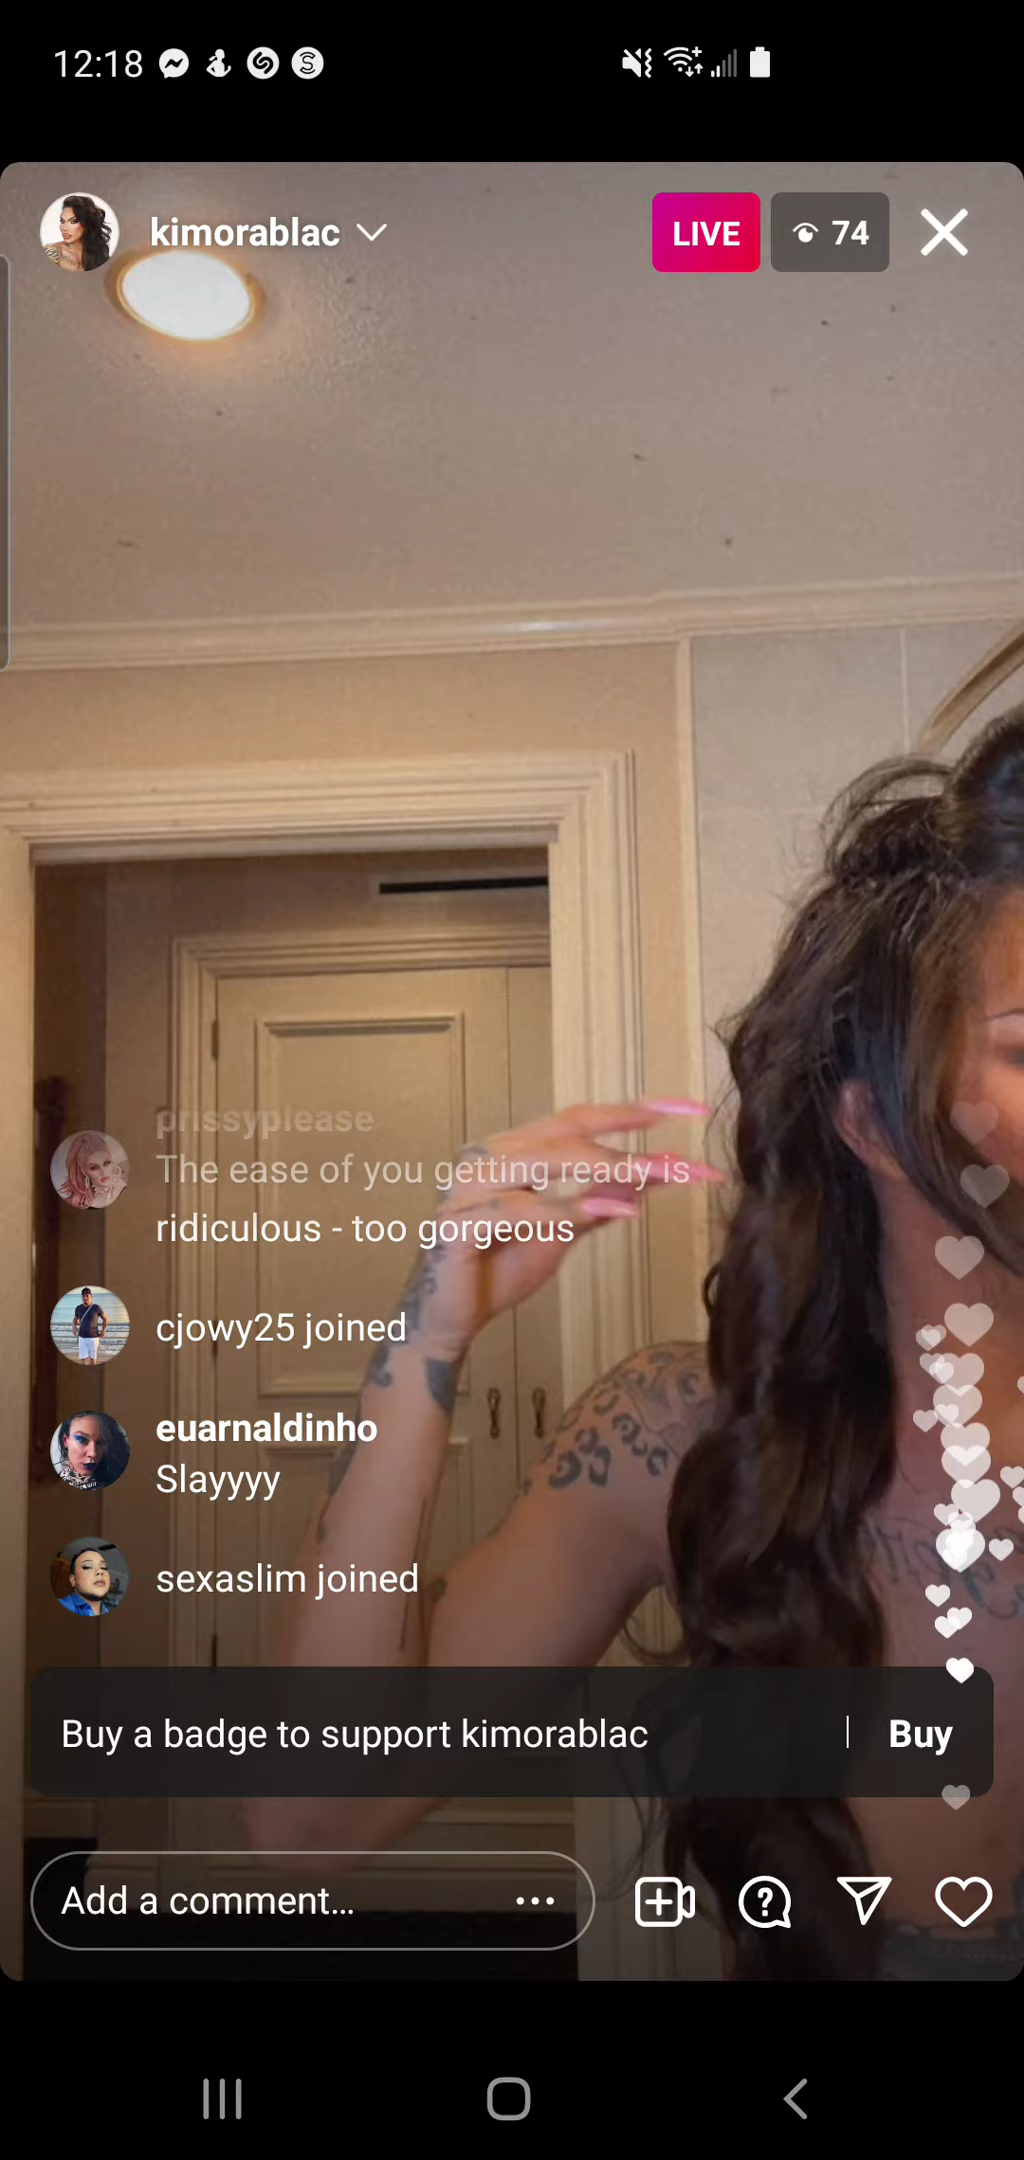 12:18
kimorablac
LIVE
74
prissyplease
The ease of you getting ready is
ridiculous - too gorgeous
cjowy25 joined
euarnaldinho
Slayyyy
sexaslim joined
Buy a badge to support kimorablac | Buy
Add a comment...